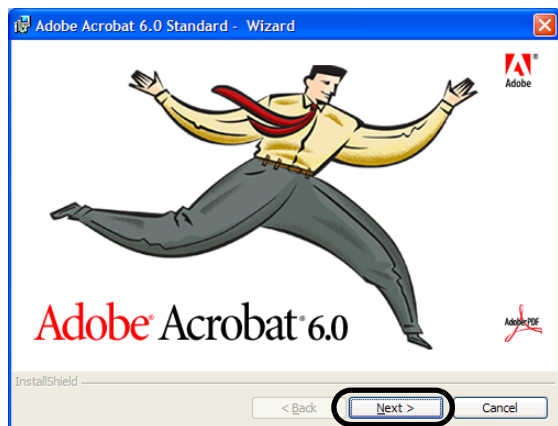 Adobe Acrobat 6.0 Standard - Wizard
Adobe®
Adobe® Acrobat® 6.0
Adobe PDF
InstallShield
< Back Next > Cancel